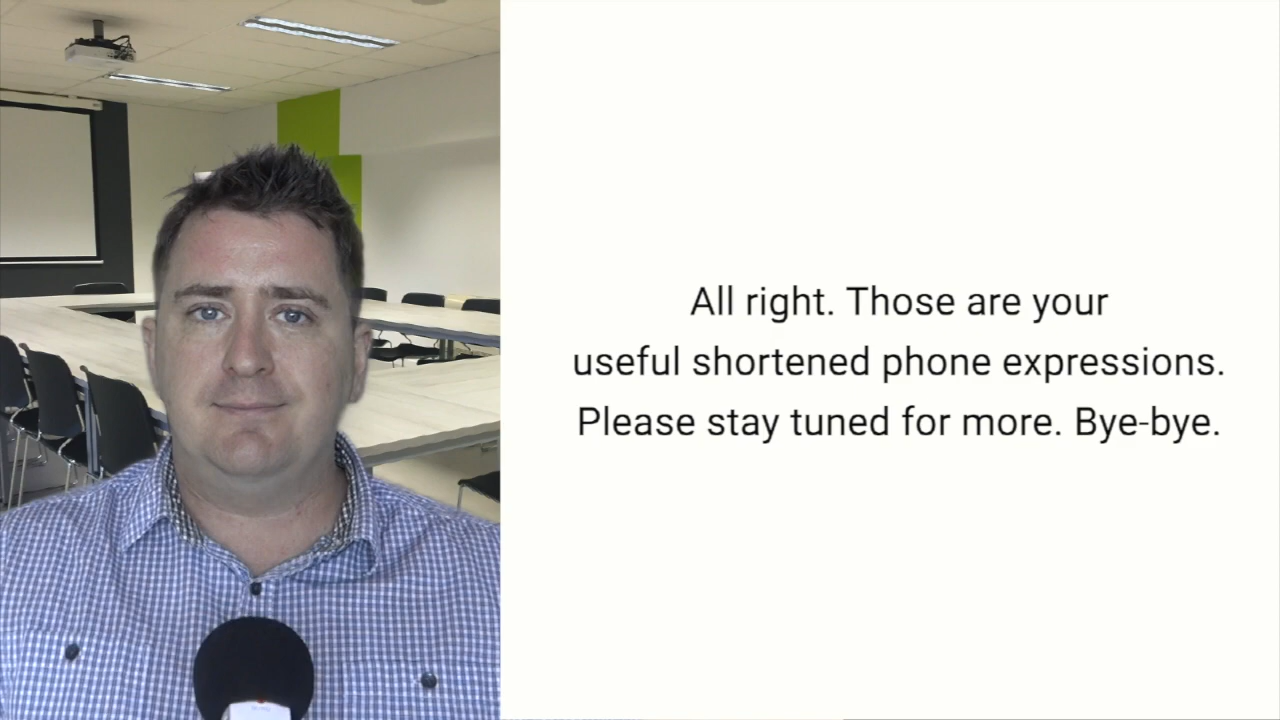 All right. Those are your
useful shortened phone expressions.
Please stay tuned for more. Bye-bye.